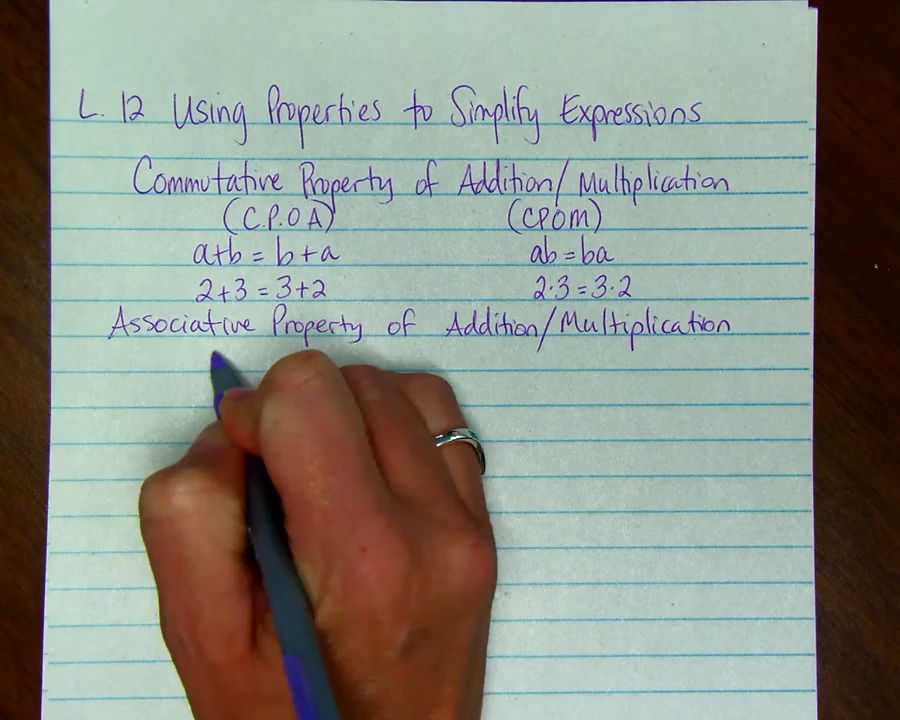 L. 12 Using Properties to Simplify Expressions
Commutative Property of Addition/Multiplication
(C.P.O A) (CPOM)
a+b = b+a ab = ba
2+3 = 3+2 2·3 = 3·2
Associative Property of Addition/Multiplication